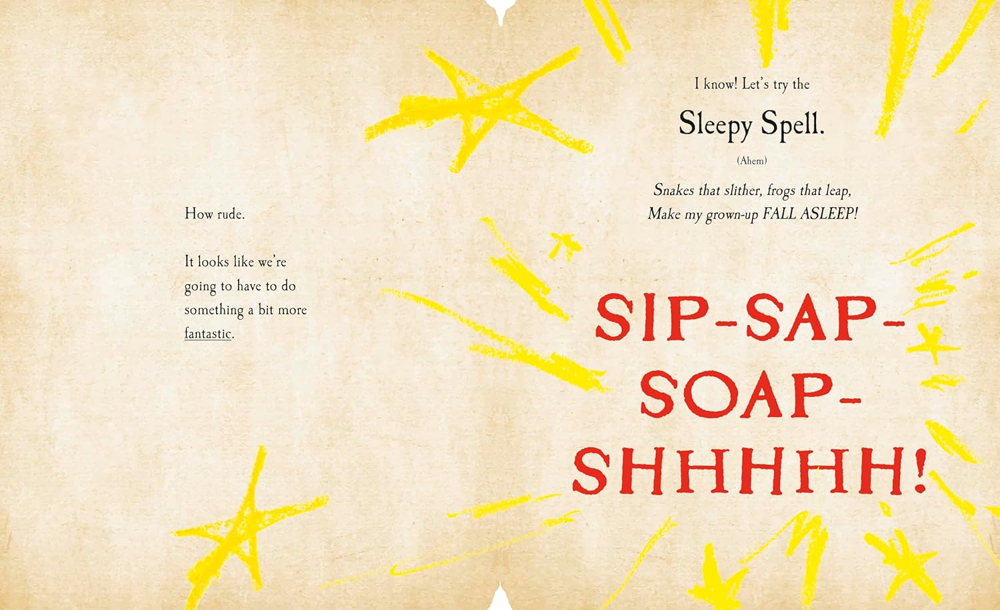 How rude.
It looks like we’re
going to have to do
something a bit more
fantastic.
I know! Let’s try the
Sleepy Spell.
(Ahem)
Snakes that slither, frogs that leap,
Make my grown-up FALL ASLEEP!
SIP-SAP-
SOAP-
SHHHHH!